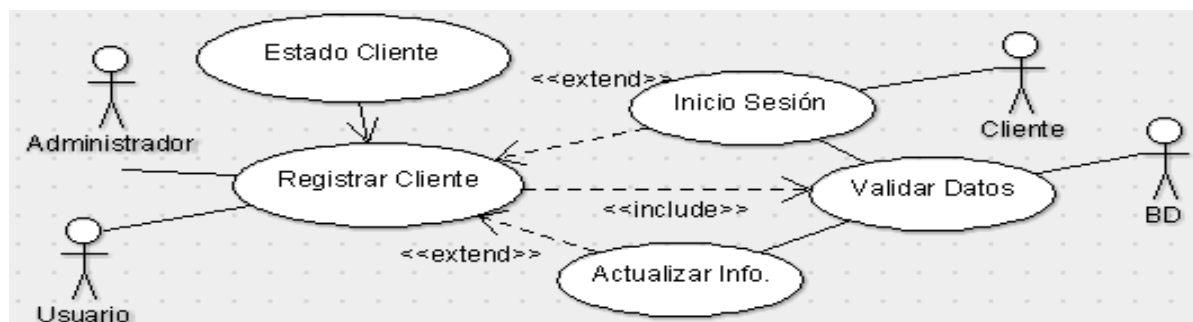 Estado Cliente
<<extend>>
Inicio Sesión
Cliente
Administrador
Registrar Cliente
Validar Datos
<<include>>
BD
<<extend>>
Actualizar Info.
Usuario